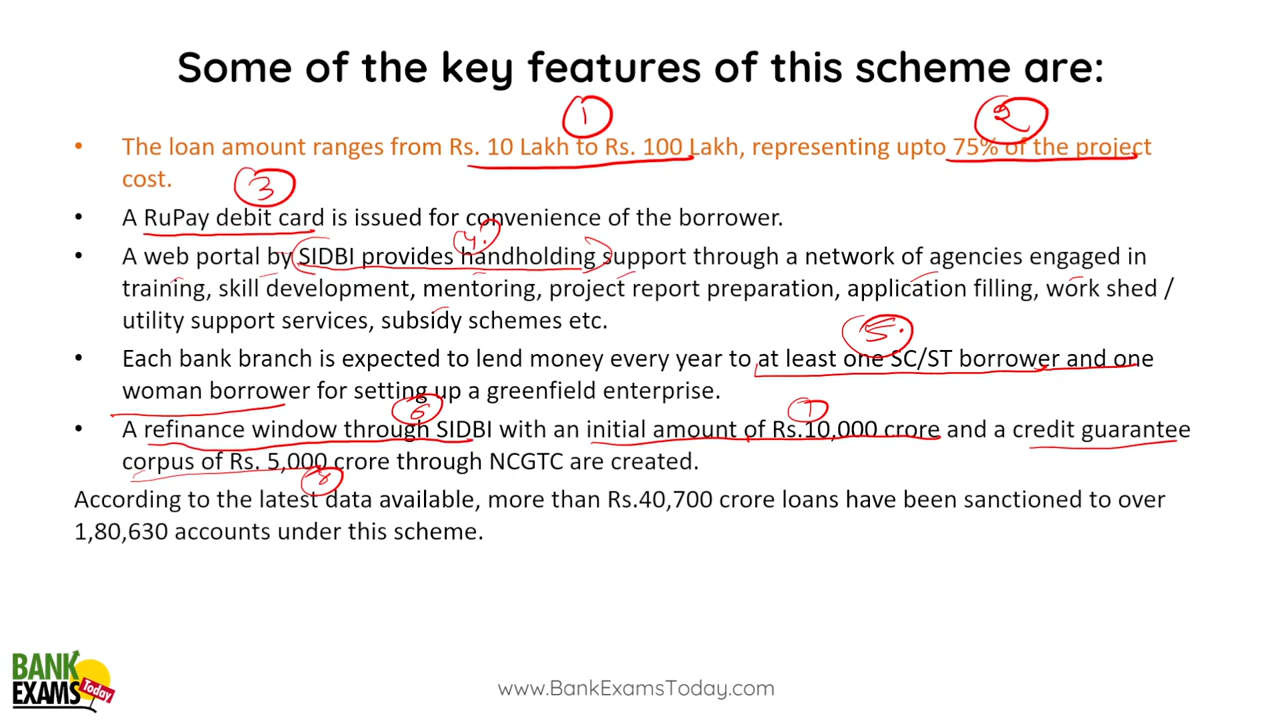 Some of the key features of this scheme are:
1
2
• The loan amount ranges from Rs. 10 Lakh to Rs. 100 Lakh, representing upto 75% of the project
cost.
3
• A RuPay debit card is issued for convenience of the borrower.
4.
• A web portal by SIDBI provides handholding support through a network of agencies engaged in
training, skill development, mentoring, project report preparation, application filling, work shed /
utility support services, subsidy schemes etc.
5.
• Each bank branch is expected to lend money every year to at least one SC/ST borrower and one
woman borrower for setting up a greenfield enterprise.
6
7
• A refinance window through SIDBI with an initial amount of Rs.10,000 crore and a credit guarantee
corpus of Rs. 5,000 crore through NCGTC are created.
8
According to the latest data available, more than Rs.40,700 crore loans have been sanctioned to over
1,80,630 accounts under this scheme.
BANK
EXAMS Today
www.BankExamsToday.com